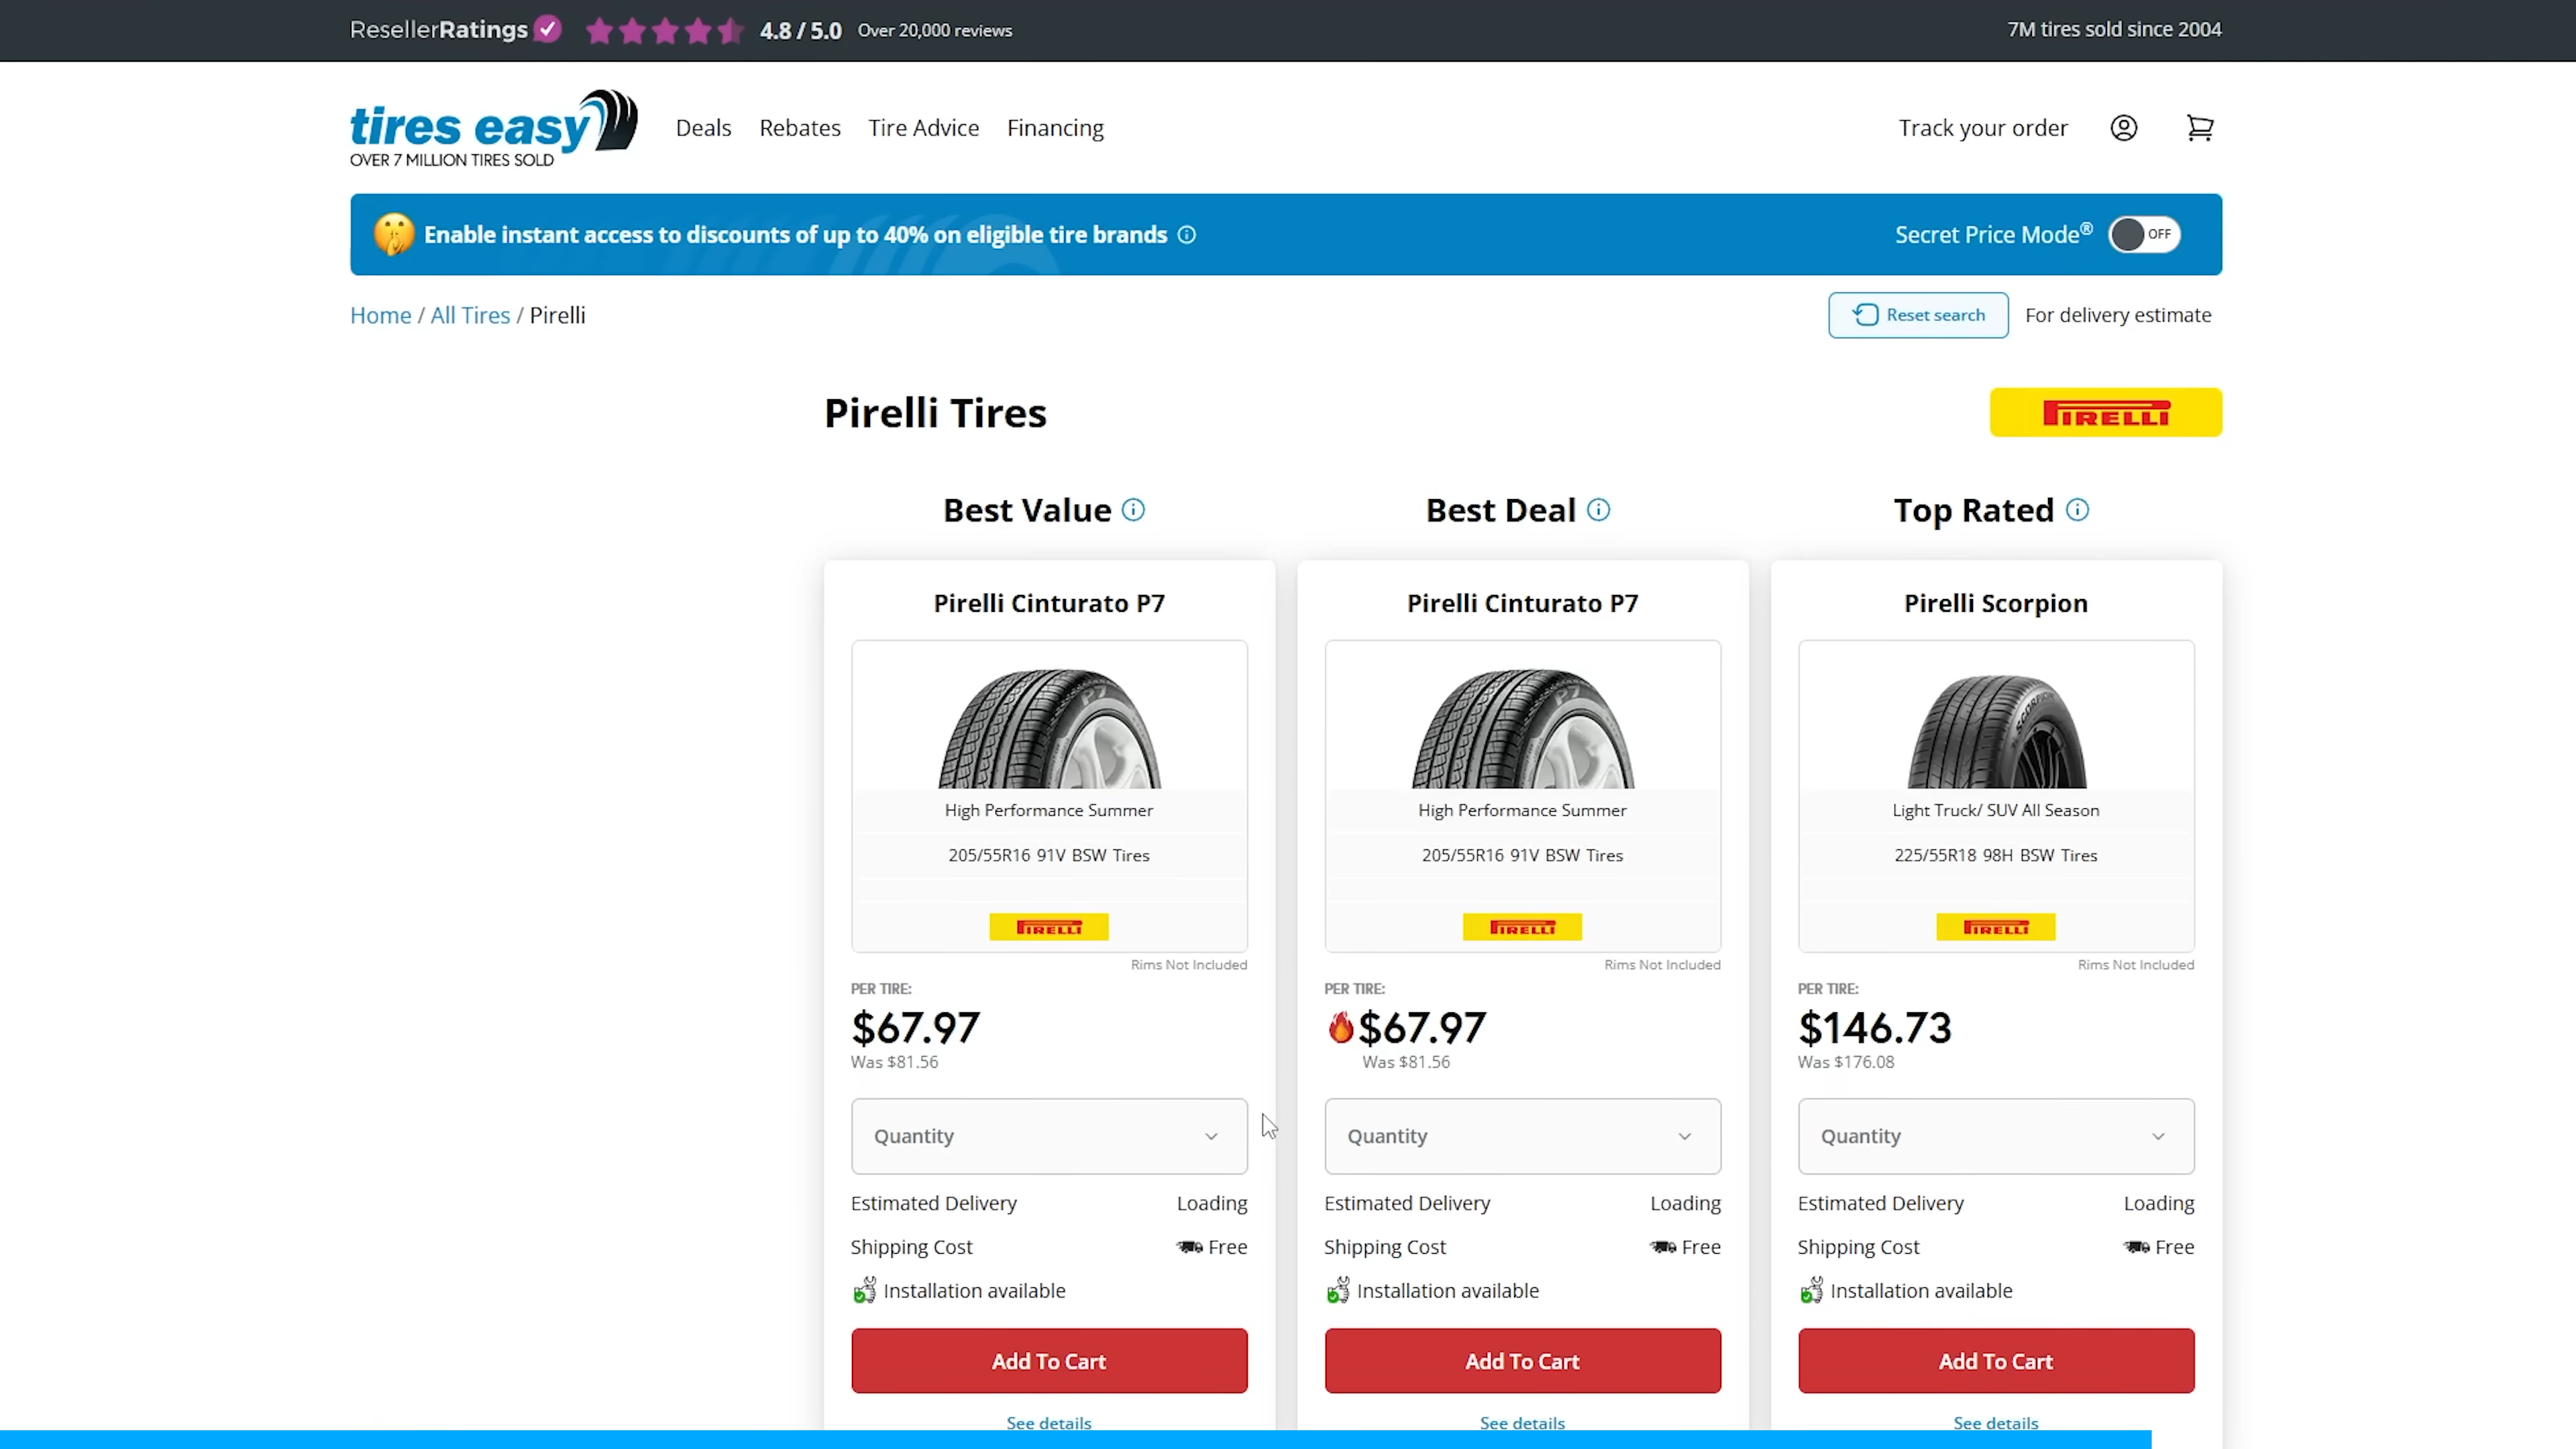 ResellerRatings 4.8 / 5.0 Over 20,000 reviews 7M tires sold since 2004
tires easy Deals Rebates Tire Advice Financing Track your order
OVER 7 MILLION TIRES SOLD
Enable instant access to discounts of up to 40% on eligible tire brands Secret Price Mode® OFF
Home / All Tires / Pirelli Reset search For delivery estimate
Pirelli Tires PIRELLI
Best Value Best Deal Top Rated
Pirelli Cinturato P7 Pirelli Cinturato P7 Pirelli Scorpion
P7 P7 SCORPION
High Performance Summer High Performance Summer Light Truck/ SUV All Season
205/55R16 91V BSW Tires 205/55R16 91V BSW Tires 225/55R18 98H BSW Tires
PIRELLI PIRELLI PIRELLI
Rims Not Included Rims Not Included Rims Not Included
PER TIRE: PER TIRE: PER TIRE:
$67.97 $67.97 $146.73
Was $81.56 Was $81.56 Was $176.08
Quantity Quantity Quantity
Estimated Delivery Loading Estimated Delivery Loading Estimated Delivery Loading
Shipping Cost Free Shipping Cost Free Shipping Cost Free
Installation available Installation available Installation available
Add To Cart Add To Cart Add To Cart
See details See details See details